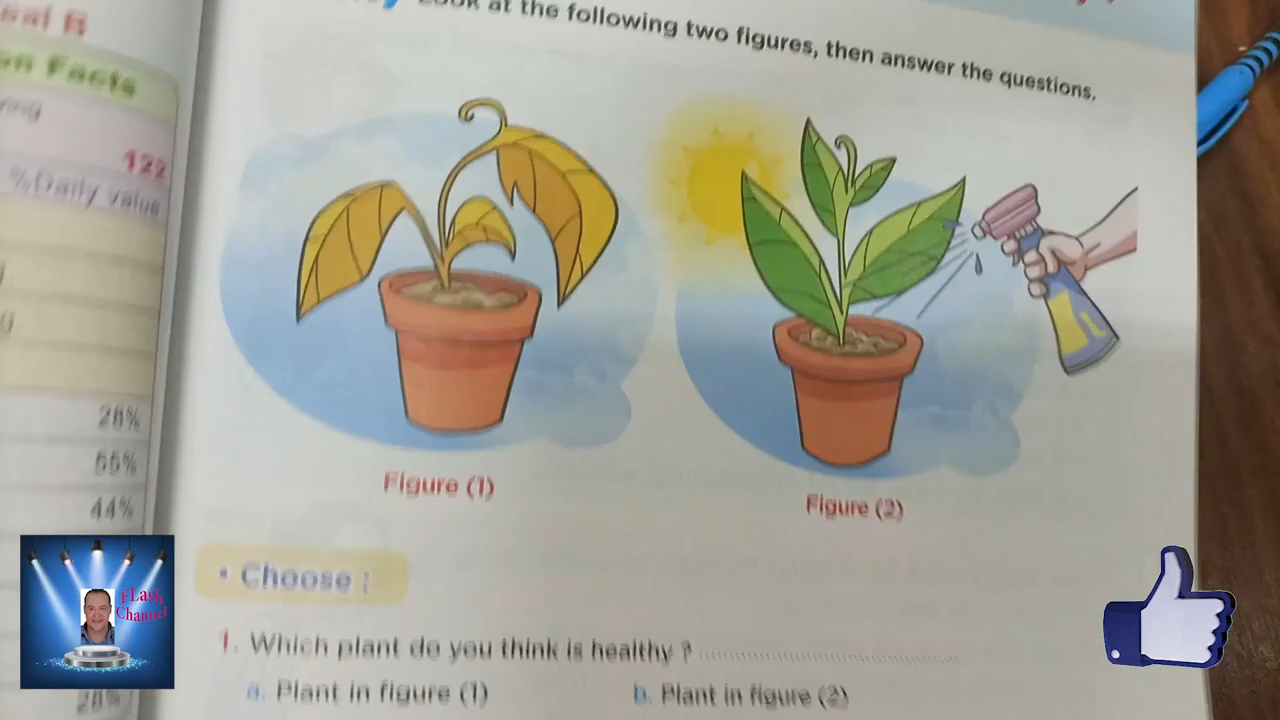 Look at the following two figures, then answer the questions.
Facts
122
%Daily value
28%
44%
Figure (1)
Figure (2)
• Choose :
1. Which plant do you think is healthy ?
a. Plant in figure (1)
b. Plant in figure (2)
28%
FLash
Channel